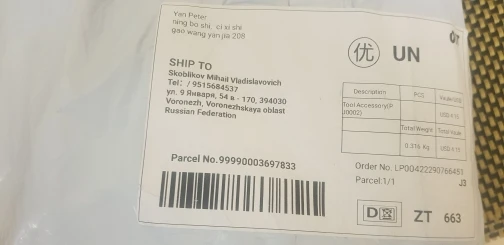 Yan Peter
ning bo shi, ci xi shi
gao wang yan jia 208
优 UN
SHIP TO
Skoblikov Mihail Vladislavovich
Tel: / 9515684537
ул. 9 Января, 54 в - 170, 394030
Voronezh, Voronezhskaya oblast
Russian Federation
Description PCS
Tool Accessory(P
J0002)
Total Weight Total Value
0.316 Kg
Parcel No.99990003697833
Order No. LP00422290766451
Parcel:1/1 J3
D
ZT 663